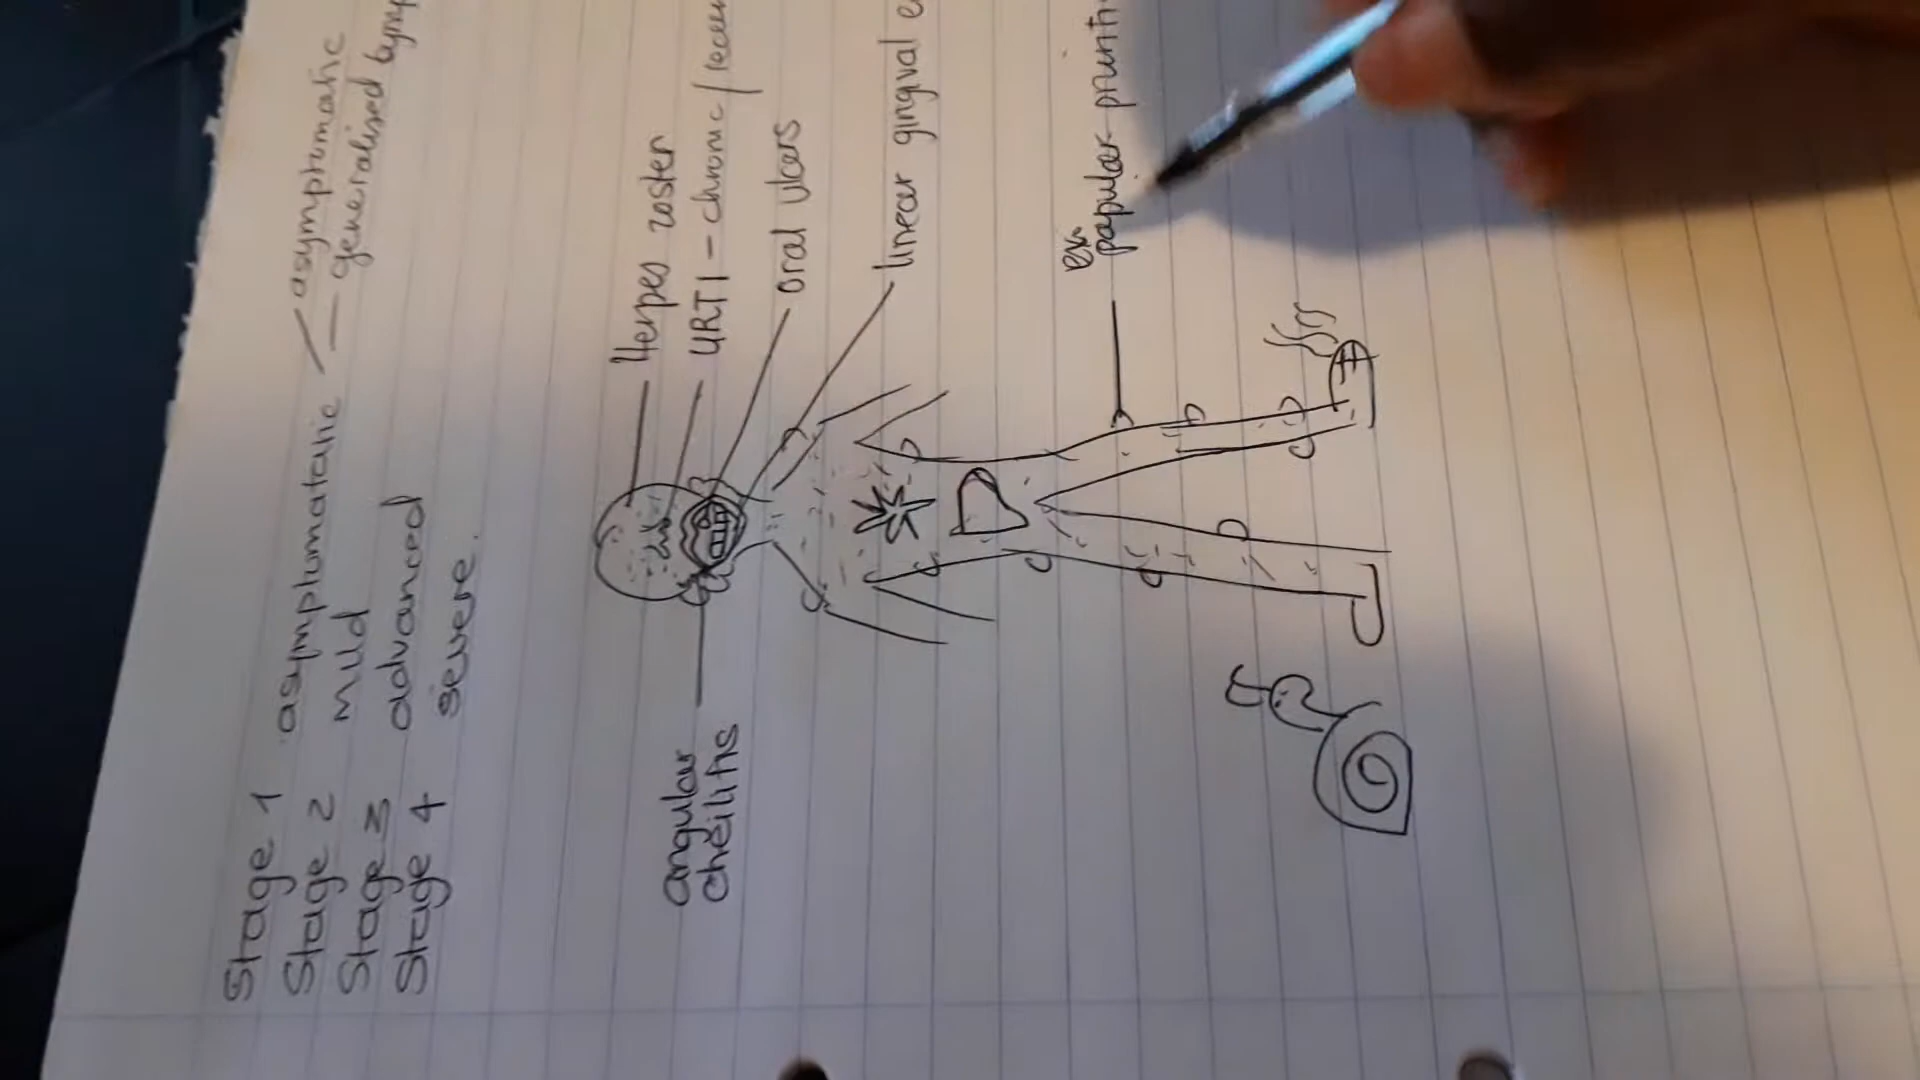 Stage 1 asymptomatic
asymptomatic
Stage 2 mild
generalised lymp
Stage 3 advanced
Stage 4 severe.
Herpes zoster
URTI - chronic/recur
oral ulcers
linear gingival e
angular
cheilitis
papular prurit